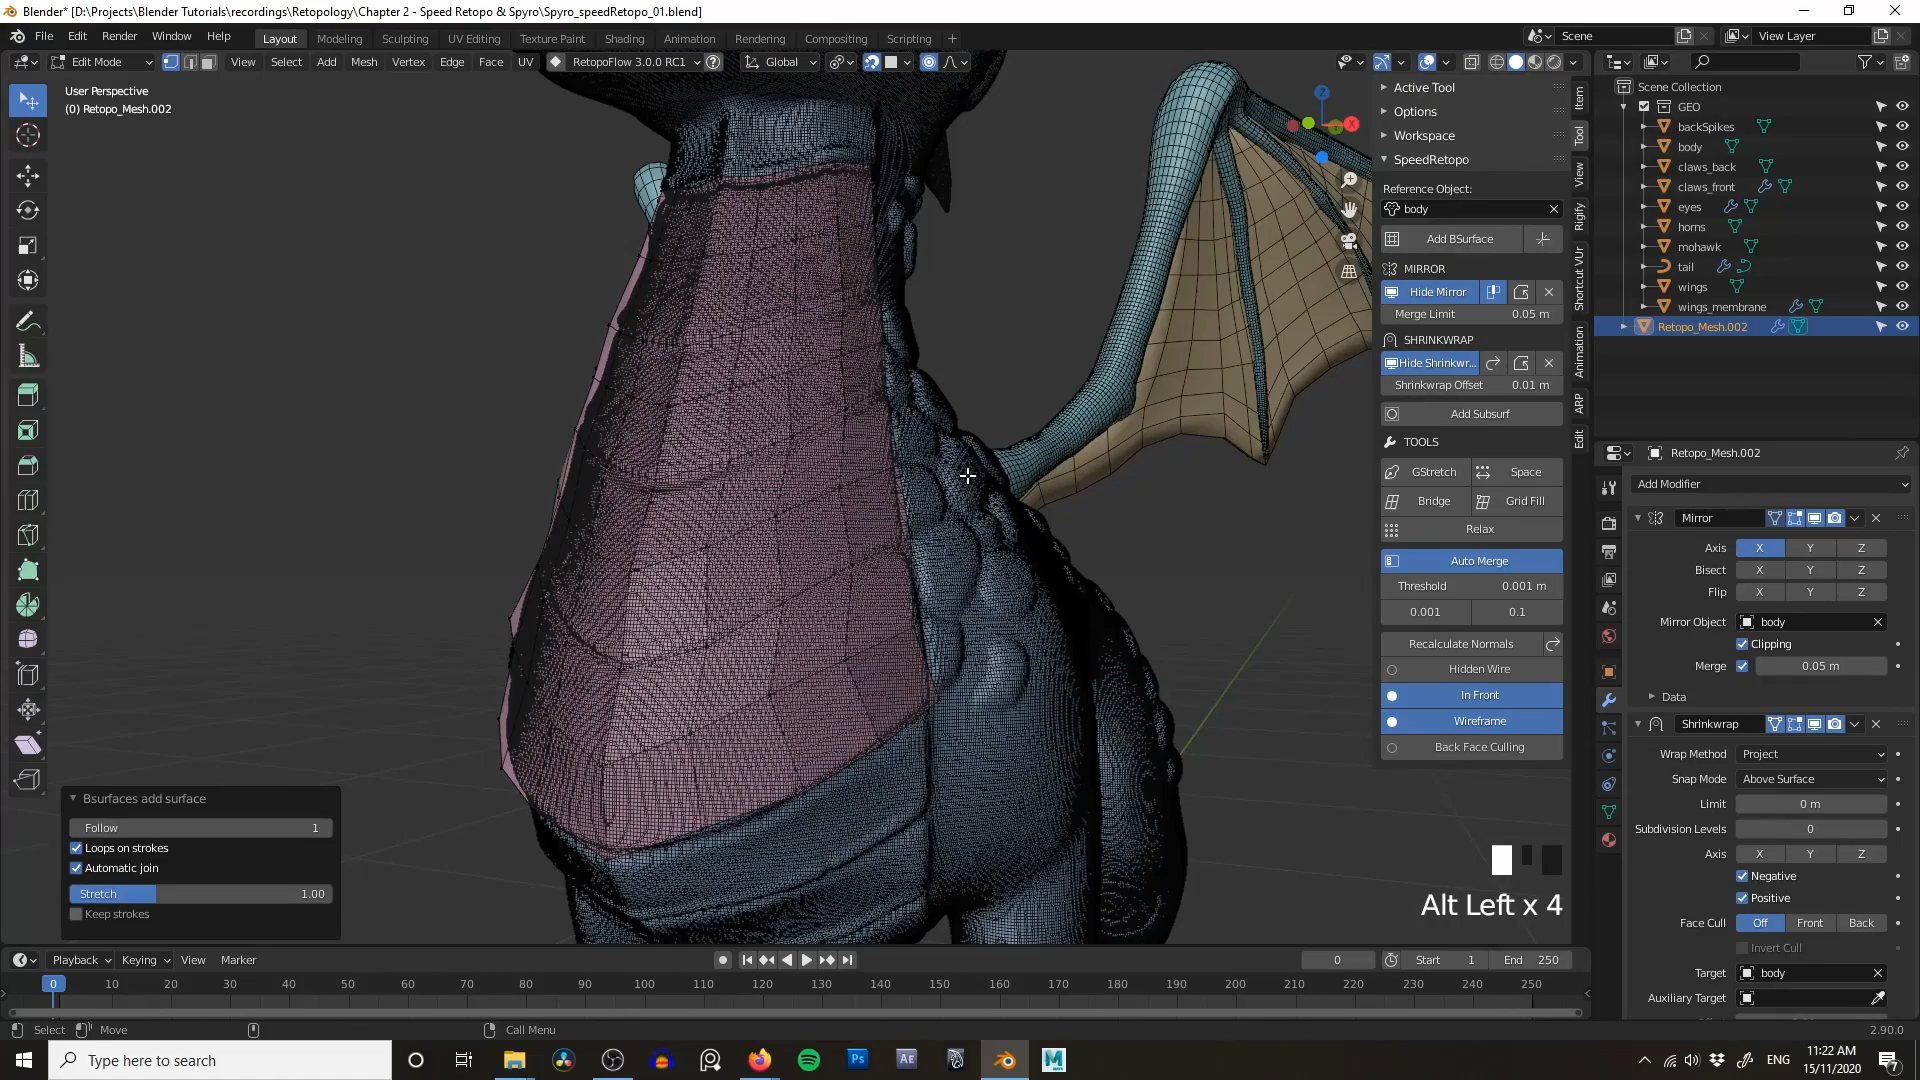 Blender* [D:\Projects\Blender Tutorials\recordings\Retopology\Chapter 2 - Speed Retopo & Spyro\Spyro_speedRetopo_01.blend]
File Edit Render Window Help Layout Modeling Sculpting UV Editing Texture Paint Shading Animation Rendering Compositing Scripting Scene View Layer
Edit Mode View Select Add Mesh Vertex Edge Face UV RetopoFlow 3.0.0 RC1 Global
User Perspective
(0) Retopo_Mesh.002
Active Tool
Options
Workspace
SpeedRetopo
Reference Object:
body
Add BSurface
MIRROR
Hide Mirror
Merge Limit 0.05 m
SHRINKWRAP
Hide Shrinkwr...
Shrinkwrap Offset 0.01 m
Add Subsurf
TOOLS
GStretch Space
Bridge Grid Fill
Relax
Auto Merge
Threshold 0.001 m
0.001 0.1
Recalculate Normals
Hidden Wire
In Front
Wireframe
Back Face Culling
Item
Tool
View
Rigify
Shortcut VUr
Animation
ARP
Edit
Scene Collection
GEO
backSpikes
body
claws_back
claws_front
eyes
horns
mohawk
tail
wings
wings_membrane
Retopo_Mesh.002
Retopo_Mesh.002
Add Modifier
Mirror
Axis X Y Z
Bisect X Y Z
Flip X Y Z
Mirror Object body
Clipping
Merge 0.05 m
Data
Shrinkwrap
Wrap Method Project
Snap Mode Above Surface
Limit 0 m
Subdivision Levels 0
Axis X Y Z
Negative
Positive
Face Cull Off Front Back
Invert Cull
Target body
Auxiliary Target
Bsurfaces add surface
Follow 1
Loops on strokes
Automatic join
Stretch 1.00
Keep strokes
Alt Left x 4
Playback Keying View Marker 0 Start 1 End 250
0 10 20 30 40 50 60 70 80 90 100 110 120 130 140 150 160 170 180 190 200 210 220 230 240 250
Select Move Call Menu 2.90.0
Type here to search
Ps
Ae
M
ENG
11:22 AM
15/11/2020
7